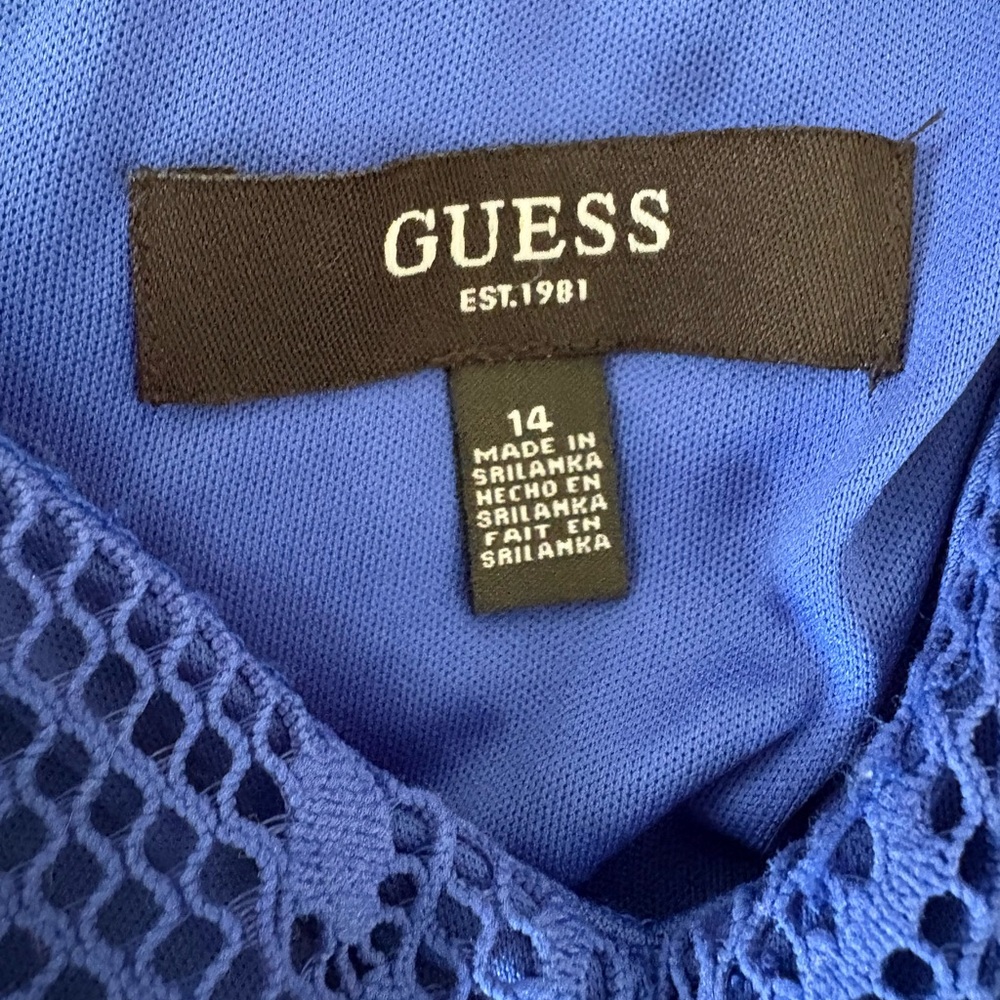 GUESS
EST.1981
14
MADE IN
SRILANKA
HECHO EN
SRILANKA
FAIT EN
SRILANKA